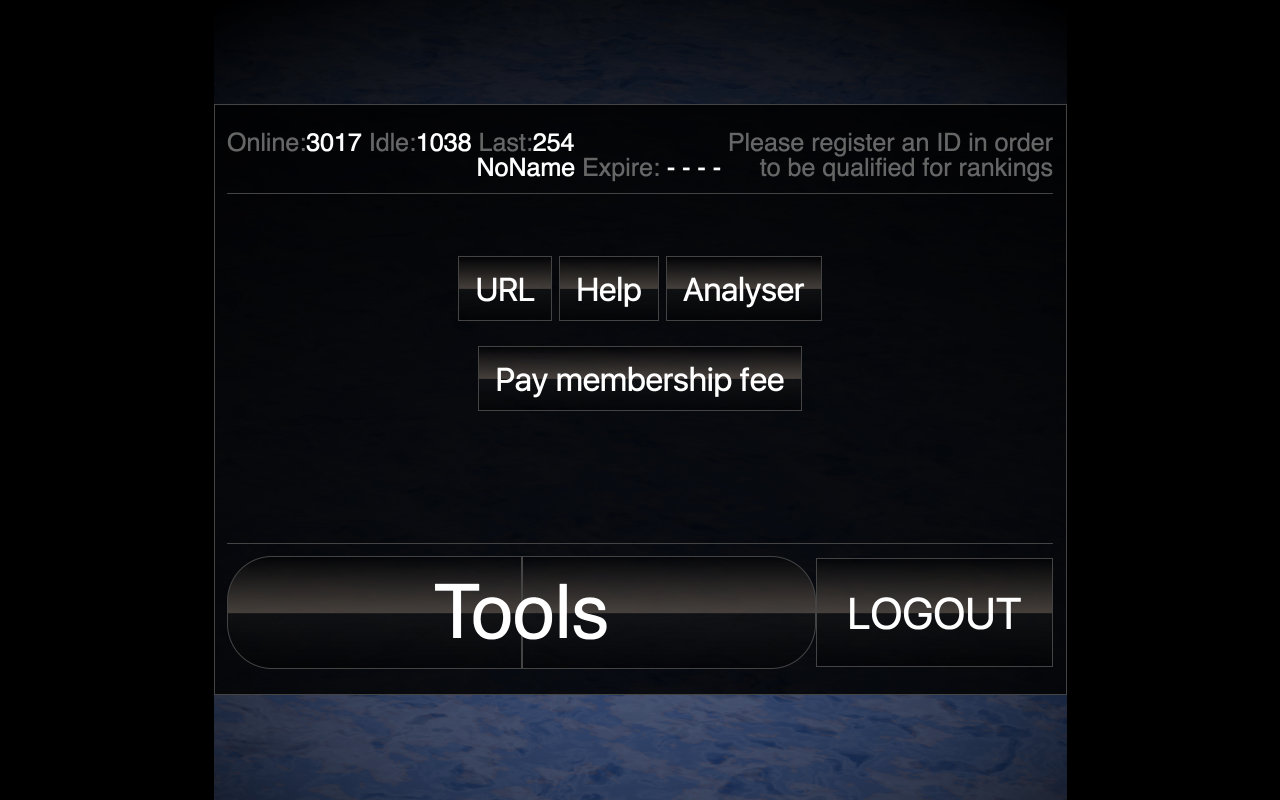 Online:3017 Idle:1038 Last:254 Please register an ID in order
NoName Expire: - - - - to be qualified for rankings
URL Help Analyser
Pay membership fee
Tools LOGOUT